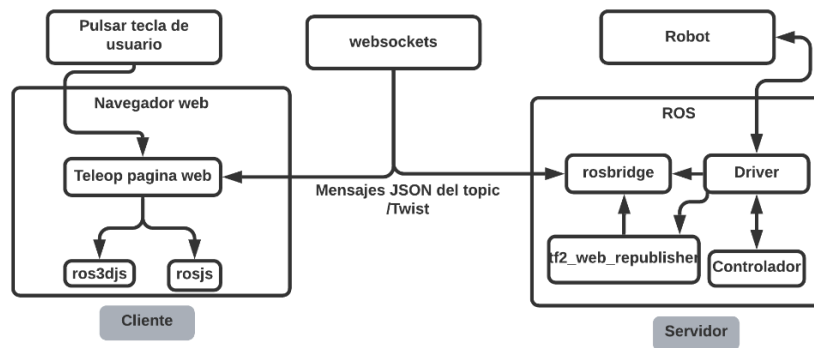 Pulsar tecla de
usuario
websockets
Robot
Navegador web
ROS
Teleop pagina web
rosbridge
Driver
Mensajes JSON del topic
/Twist
ros3djs
rosjs
tf2_web_republisher
Controlador
Cliente
Servidor